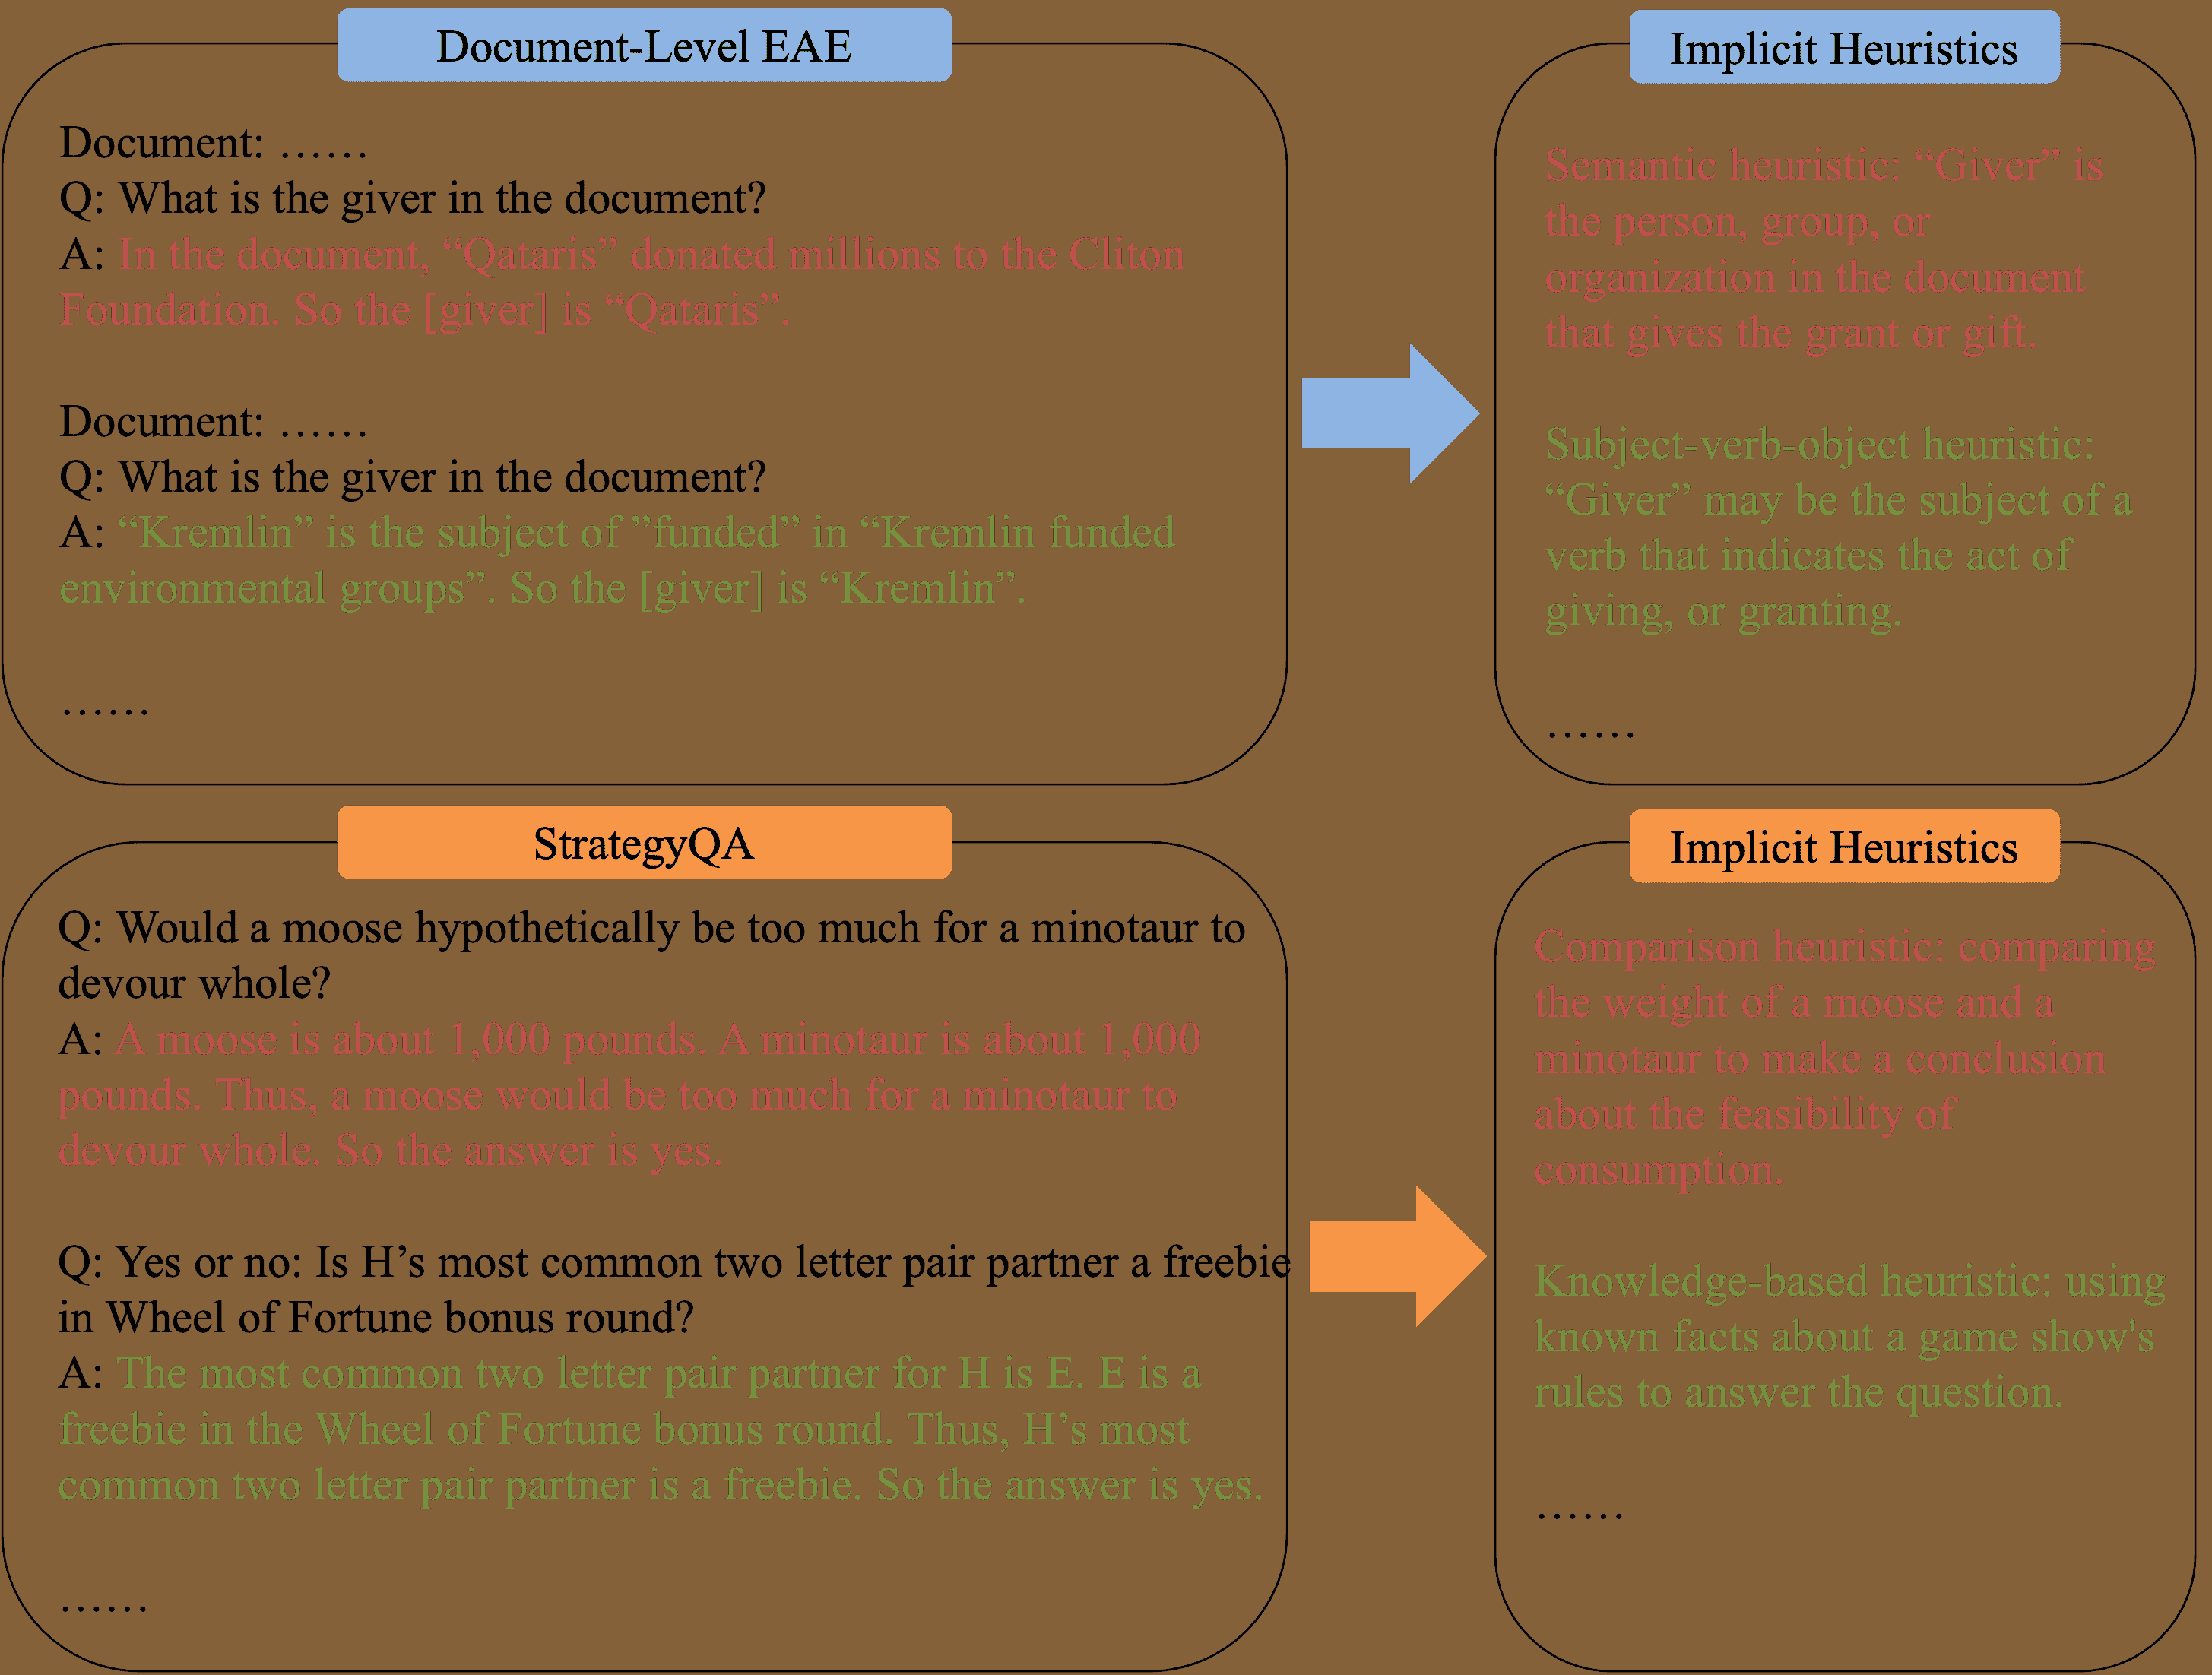 Document-Level EAE
Document: ……
Q: What is the giver in the document?
A: In the document, “Qataris” donated millions to the Cliton
Foundation. So the [giver] is “Qataris”.
Document: ……
Q: What is the giver in the document?
A: “Kremlin” is the subject of ”funded” in “Kremlin funded
environmental groups”. So the [giver] is “Kremlin”.
……
Implicit Heuristics
Semantic heuristic: “Giver” is
the person, group, or
organization in the document
that gives the grant or gift.
Subject-verb-object heuristic:
“Giver” may be the subject of a
verb that indicates the act of
giving, or granting.
……
StrategyQA
Q: Would a moose hypothetically be too much for a minotaur to
devour whole?
A: A moose is about 1,000 pounds. A minotaur is about 1,000
pounds. Thus, a moose would be too much for a minotaur to
devour whole. So the answer is yes.
Q: Yes or no: Is H’s most common two letter pair partner a freebie
in Wheel of Fortune bonus round?
A: The most common two letter pair partner for H is E. E is a
freebie in the Wheel of Fortune bonus round. Thus, H’s most
common two letter pair partner is a freebie. So the answer is yes.
……
Implicit Heuristics
Comparison heuristic: comparing
the weight of a moose and a
minotaur to make a conclusion
about the feasibility of
consumption.
Knowledge-based heuristic: using
known facts about a game show's
rules to answer the question.
……